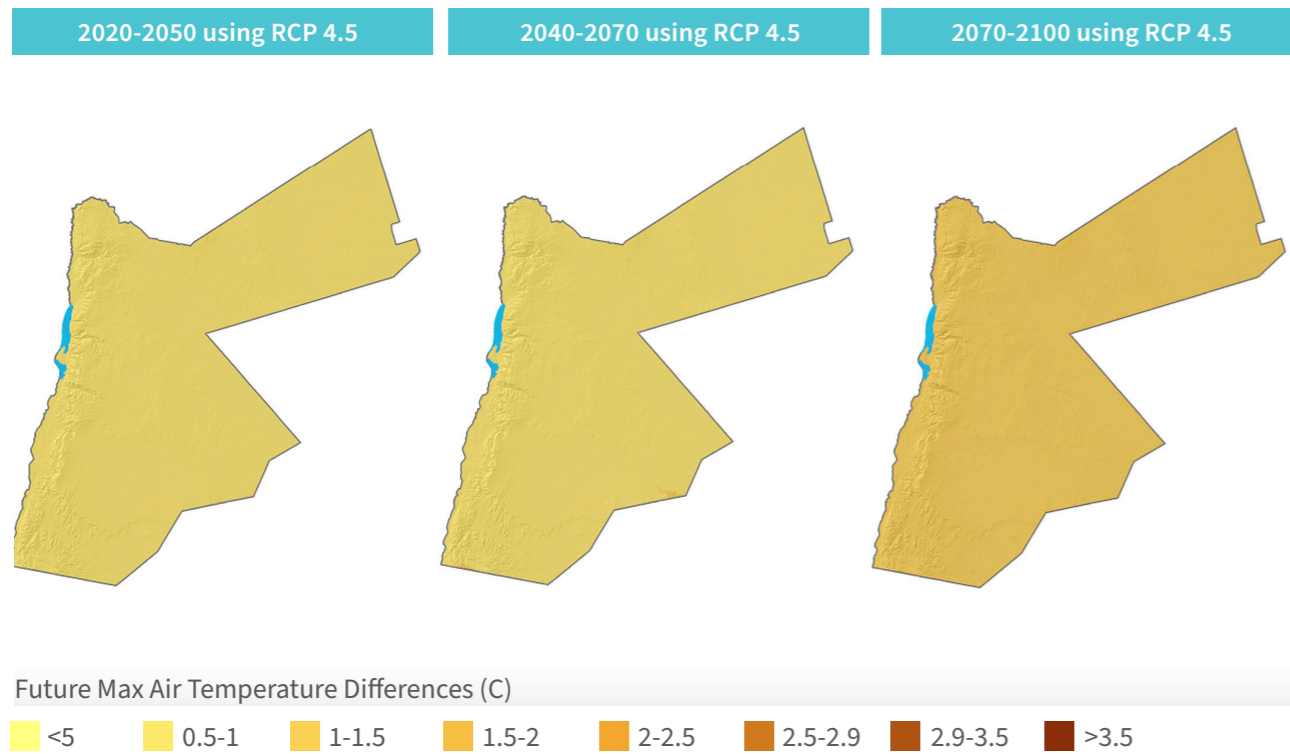 2020-2050 using RCP 4.5
2040-2070 using RCP 4.5
2070-2100 using RCP 4.5
Future Max Air Temperature Differences (C)
<5
0.5-1
1-1.5
1.5-2
2-2.5
2.5-2.9
2.9-3.5
>3.5